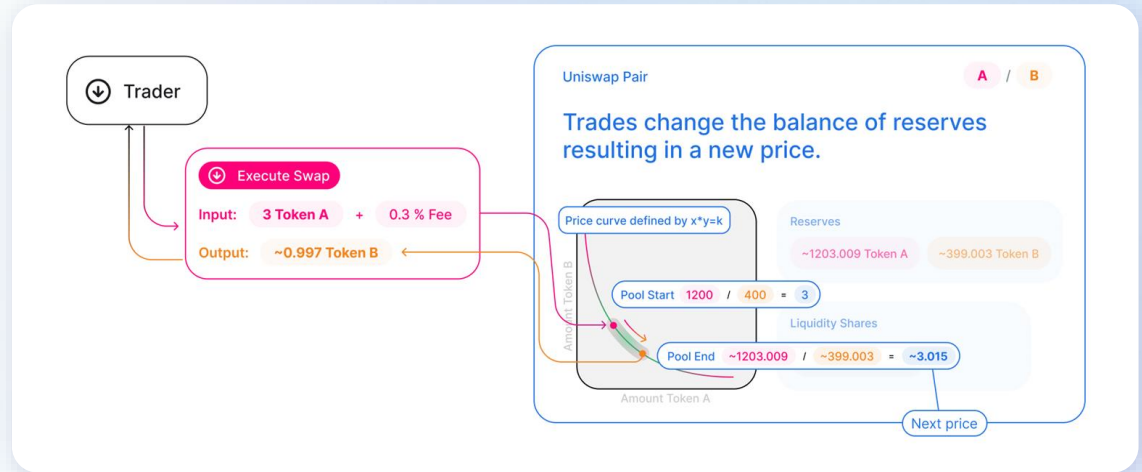 Trader
Execute Swap
Input: 3 Token A + 0.3 % Fee
Output: ~0.997 Token B
Uniswap Pair
A / B
Trades change the balance of reserves
resulting in a new price.
Price curve defined by x*y=k
Amount Token B
Pool Start 1200 / 400 = 3
Pool End ~1203.009 / ~399.003 = ~3.015
Amount Token A
Reserves
~1203.009 Token A ~399.003 Token B
Liquidity Shares
Next price